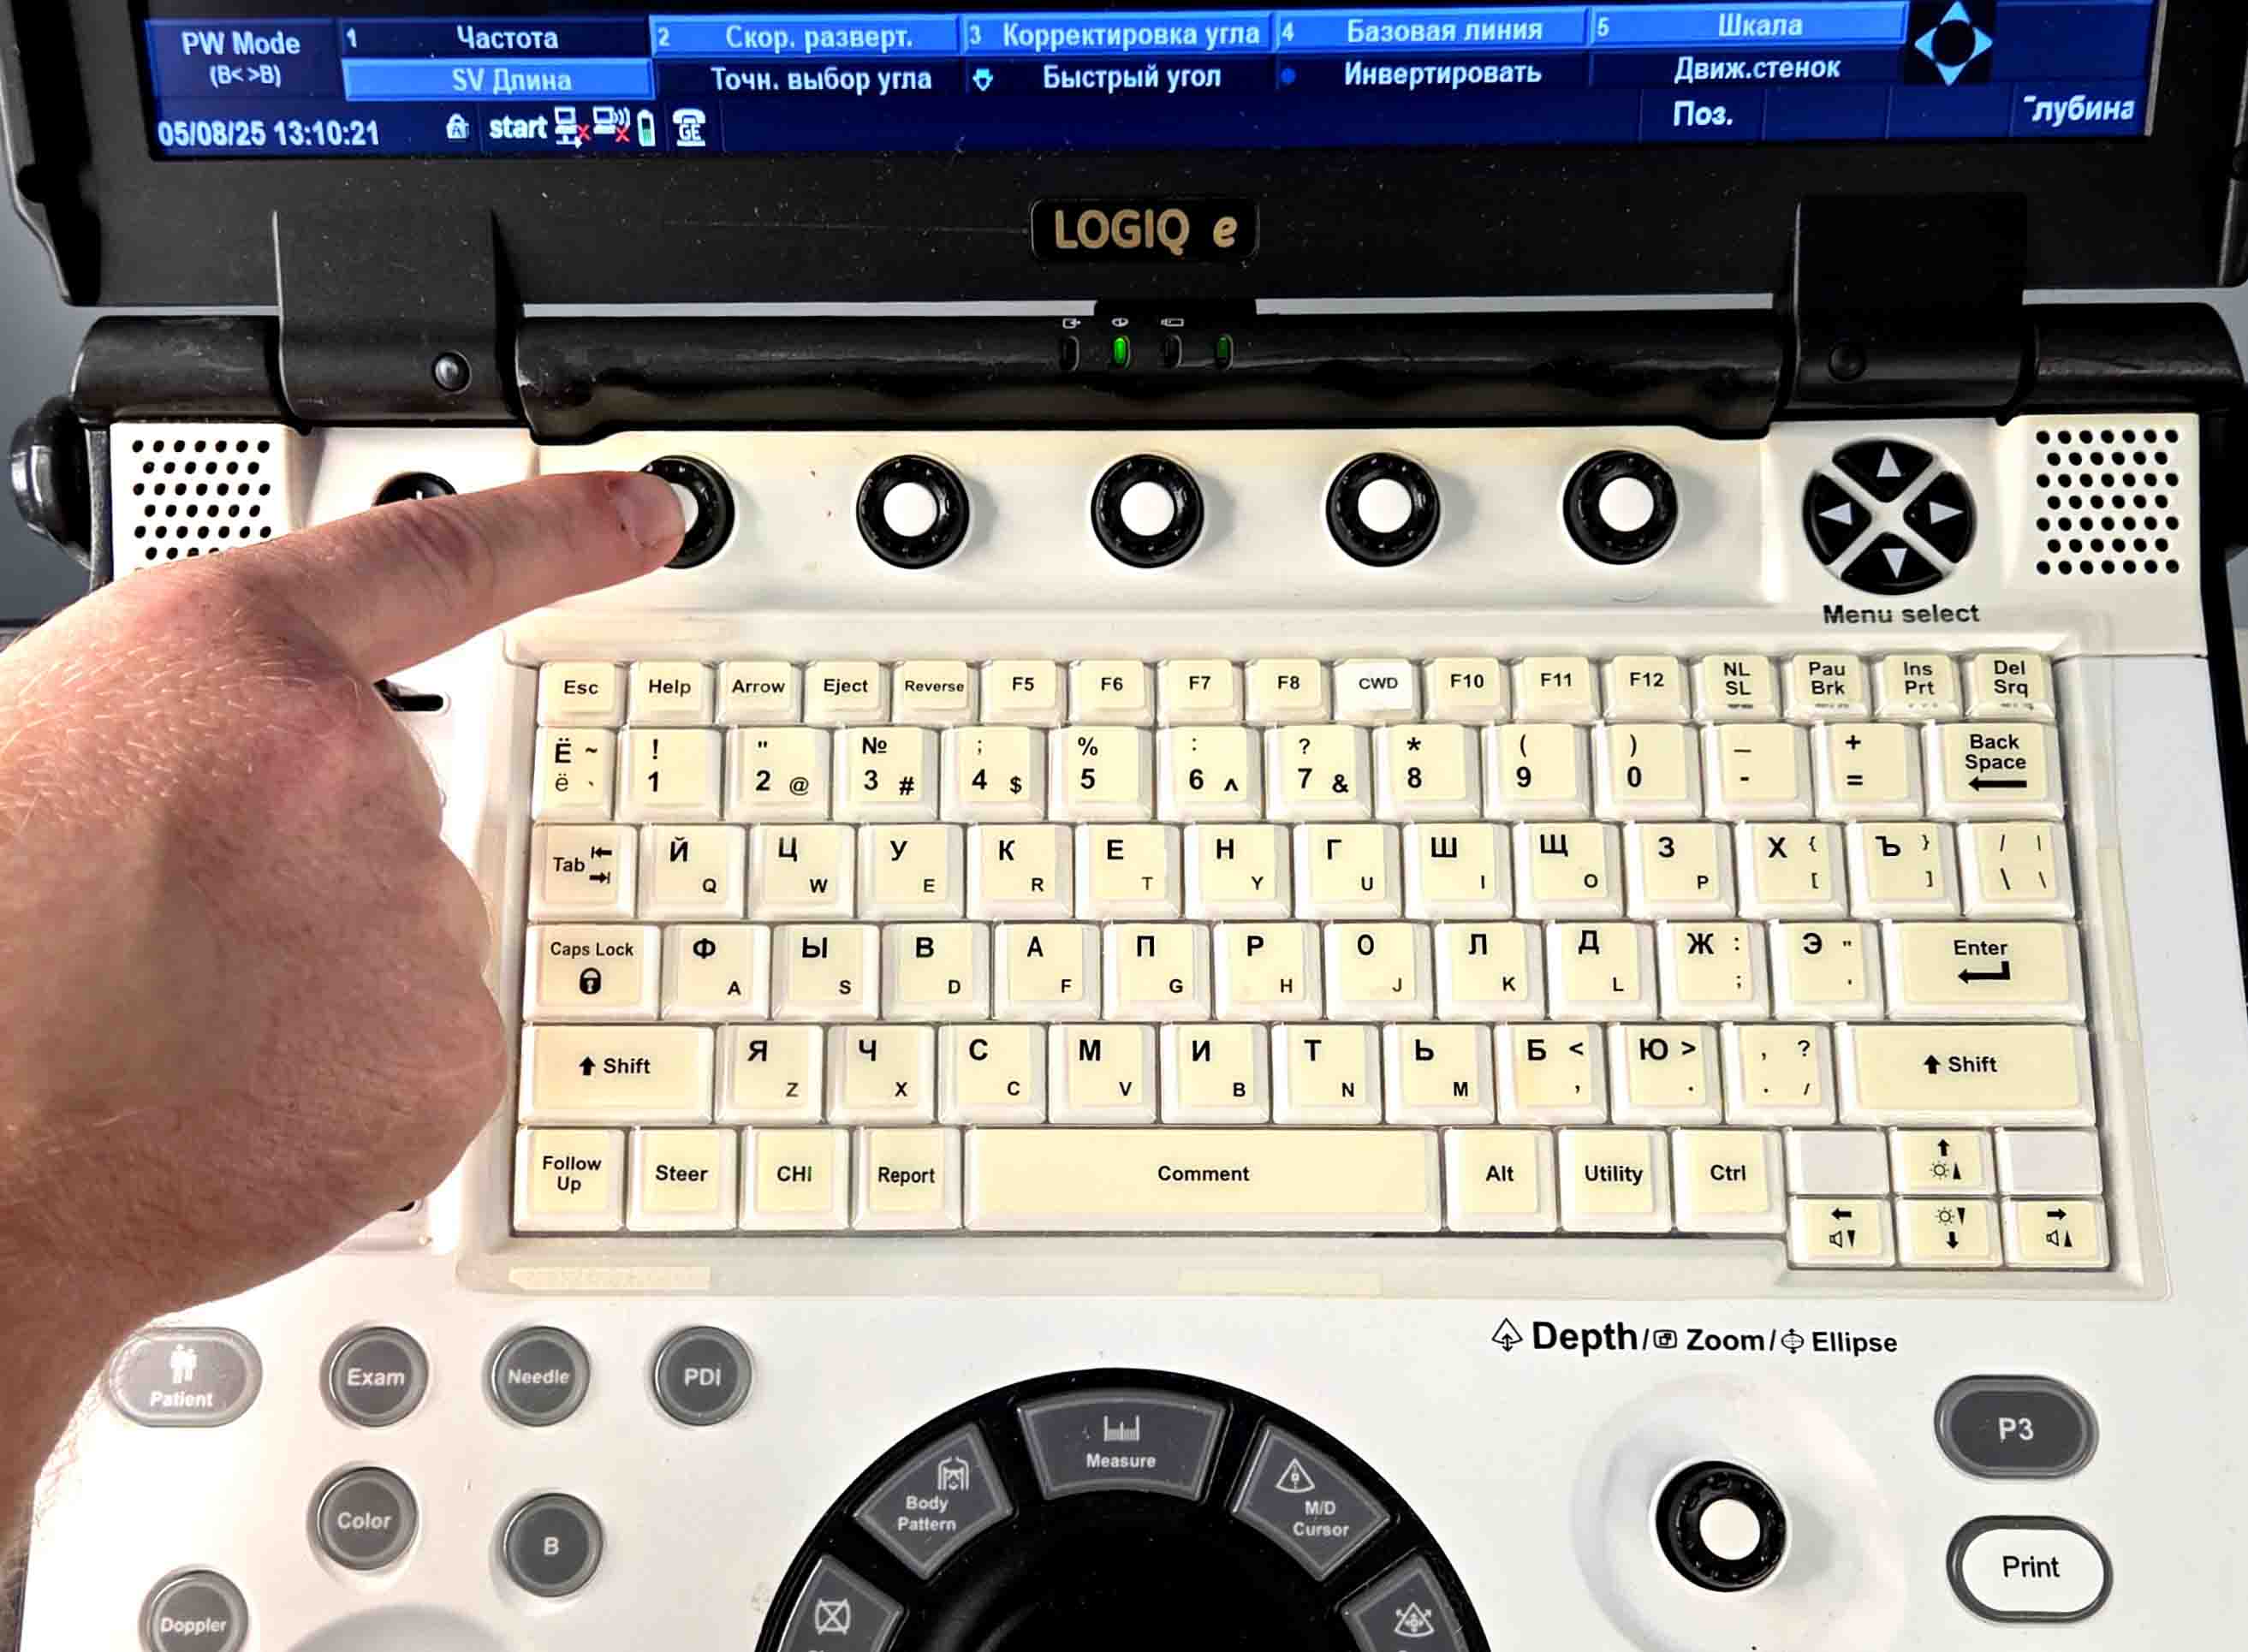 PW Mode
(B< >B)
1 Частота
2 Скор. разверт.
3 Корректировка угла
4 Базовая линия
5 Шкала
SV Длина
Точн. выбор угла
Быстрый угол
Инвертировать
Движ.стенок
05/08/25 13:10:21
start
GE
Поз.
лубина
LOGIQ e
Menu select
Esc Help Arrow Eject Reverse F5 F6 F7 F8 CWD F10 F11 F12 NL SL Pau Brk Ins Prt Del Srq
Ё ~ ё ` ! 1 " 2 @ № 3 # ; 4 $ % 5 : 6 ^ ? 7 & * 8 ( 9 ) 0 _ - + = Back Space
Tab Й Q Ц W У E К R Е T Н Y Г U Ш I Щ O З P Х { [ Ъ } ] / | \ \
Caps Lock Ф A Ы S В D А F П G Р H О J Л K Д L Ж : ; Э " ' Enter
Shift Я Z Ч X С C М V И B Т N Ь M Б < , Ю > . , ? . / Shift
Follow Up Steer CHI Report Comment Alt Utility Ctrl
Depth/ Zoom/ Ellipse
Patient
Exam
Needle
PDI
Measure
P3
Body
Pattern
M/D
Cursor
Color
B
Print
Doppler